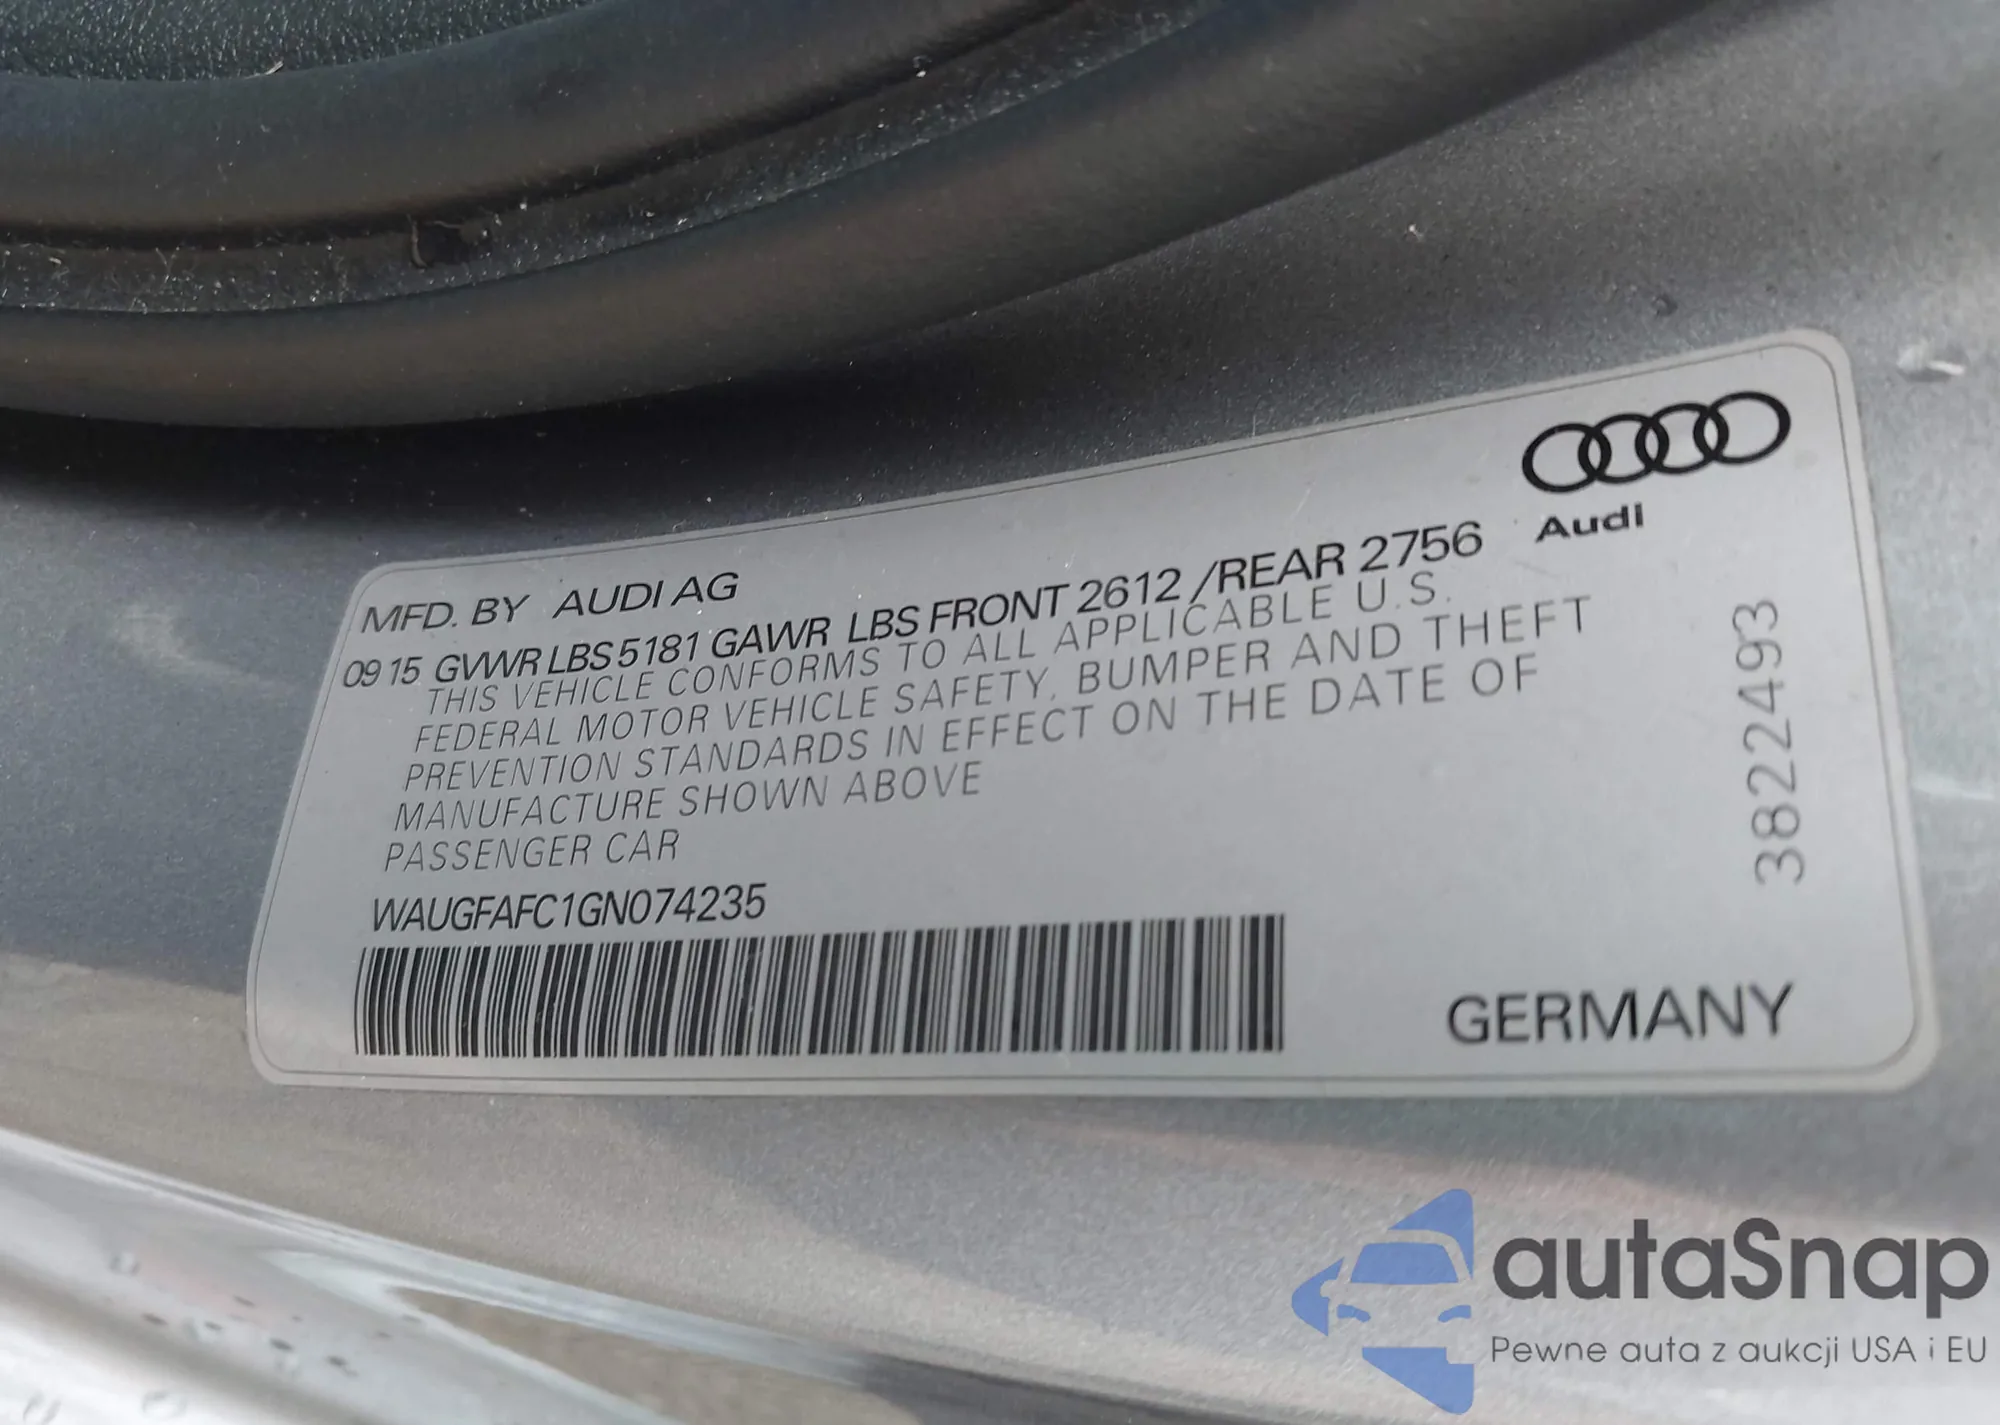 Audi
MFD. BY AUDI AG
09 15 GVWR LBS 5181 GAWR LBS FRONT 2612 /REAR 2756
THIS VEHICLE CONFORMS TO ALL APPLICABLE U.S.
FEDERAL MOTOR VEHICLE SAFETY, BUMPER AND THEFT
PREVENTION STANDARDS IN EFFECT ON THE DATE OF
MANUFACTURE SHOWN ABOVE
PASSENGER CAR
WAUGFAFC1GN074235
3822493
GERMANY
autaSnap
Pewne auta z aukcji USA i EU